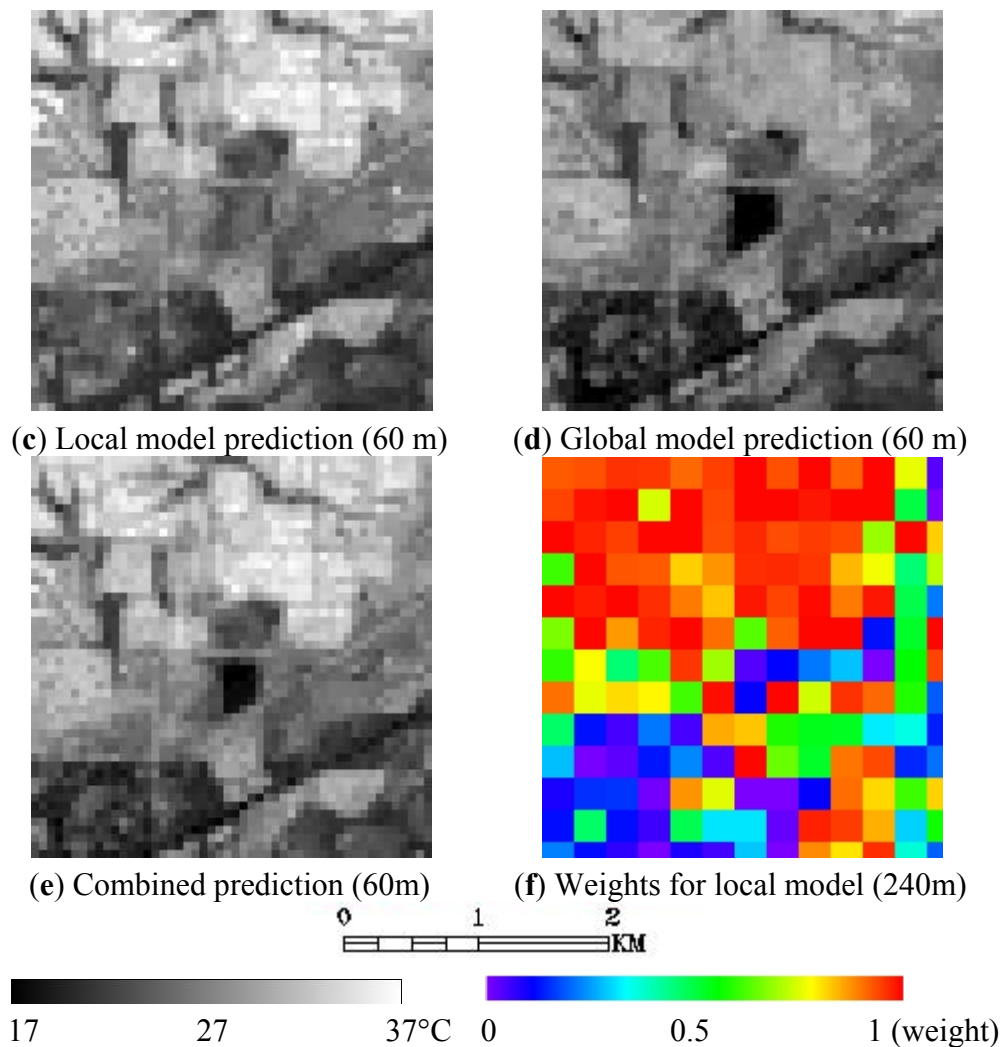 (c) Local model prediction (60 m)
(d) Global model prediction (60 m)
(e) Combined prediction (60m)
(f) Weights for local model (240m)
0 1 2
KM
17 27 37°C
0 0.5 1 (weight)